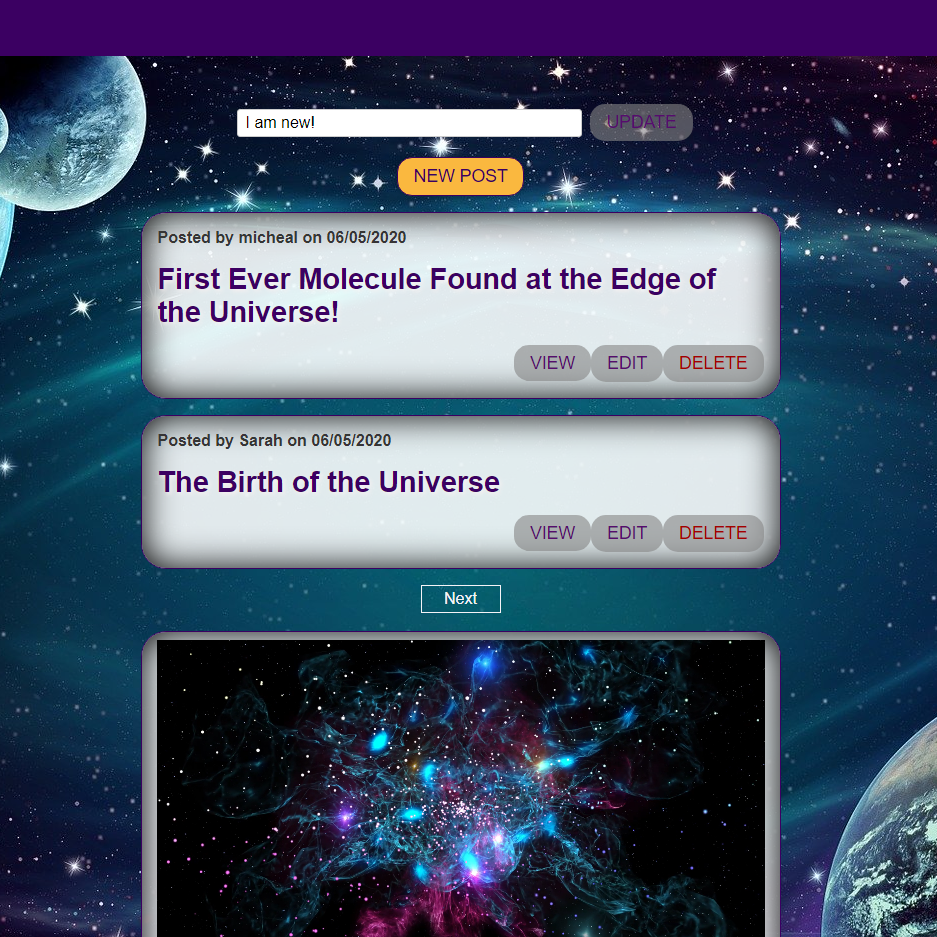 I am new! UPDATE
NEW POST
Posted by micheal on 06/05/2020
First Ever Molecule Found at the Edge of
the Universe!
VIEW EDIT DELETE
Posted by Sarah on 06/05/2020
The Birth of the Universe
VIEW EDIT DELETE
Next